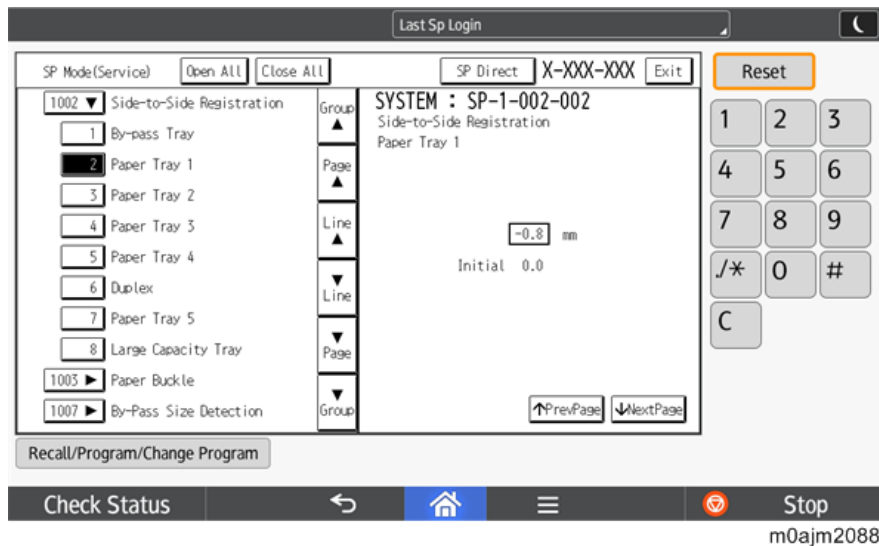 Last Sp Login
SP Mode(Service) Open All Close All SP Direct X-XXX-XXX Exit
1002 ▼ Side-to-Side Registration
1 By-pass Tray
2 Paper Tray 1
3 Paper Tray 2
4 Paper Tray 3
5 Paper Tray 4
6 Duplex
7 Paper Tray 5
8 Large Capacity Tray
1003 ► Paper Buckle
1007 ► By-Pass Size Detection
Group ▲
Page ▲
Line ▲
▼ Line
▼ Page
▼ Group
SYSTEM : SP-1-002-002
Side-to-Side Registration
Paper Tray 1
-0.8 mm
Initial 0.0
↑PrevPage ↓NextPage
Reset
1 2 3
4 5 6
7 8 9
./* 0 #
C
Recall/Program/Change Program
Check Status Stop
m0ajm2088